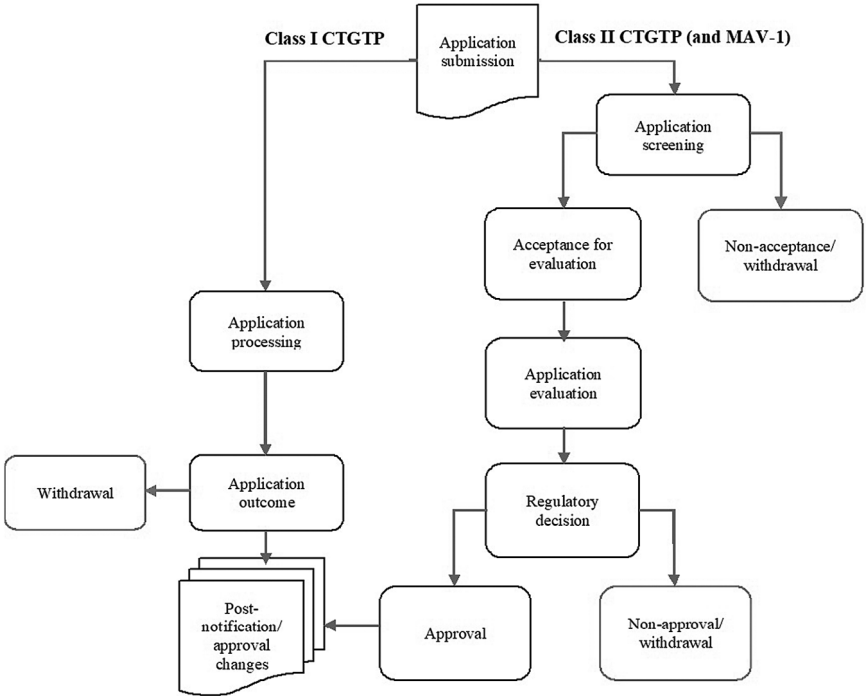 Class I CTGTP
Application
submission
Class II CTGTP (and MAV-1)
Application
screening
Acceptance for
evaluation
Non-acceptance/
withdrawal
Application
processing
Application
evaluation
Withdrawal
Application
outcome
Regulatory
decision
Post-
notification/
approval
changes
Approval
Non-approval/
withdrawal